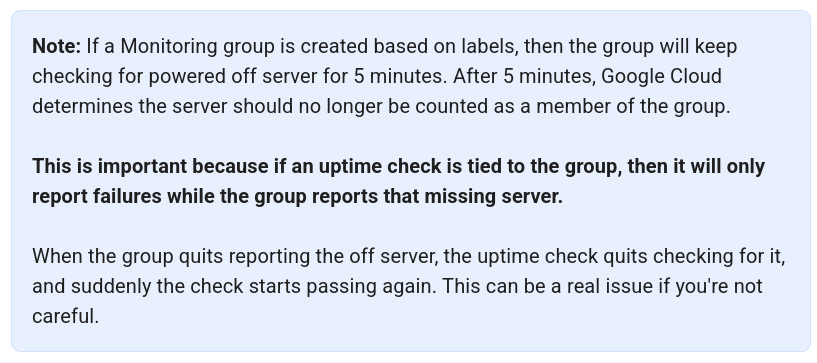 Note: If a Monitoring group is created based on labels, then the group will keep
checking for powered off server for 5 minutes. After 5 minutes, Google Cloud
determines the server should no longer be counted as a member of the group.
This is important because if an uptime check is tied to the group, then it will only
report failures while the group reports that missing server.
When the group quits reporting the off server, the uptime check quits checking for it,
and suddenly the check starts passing again. This can be a real issue if you're not
careful.